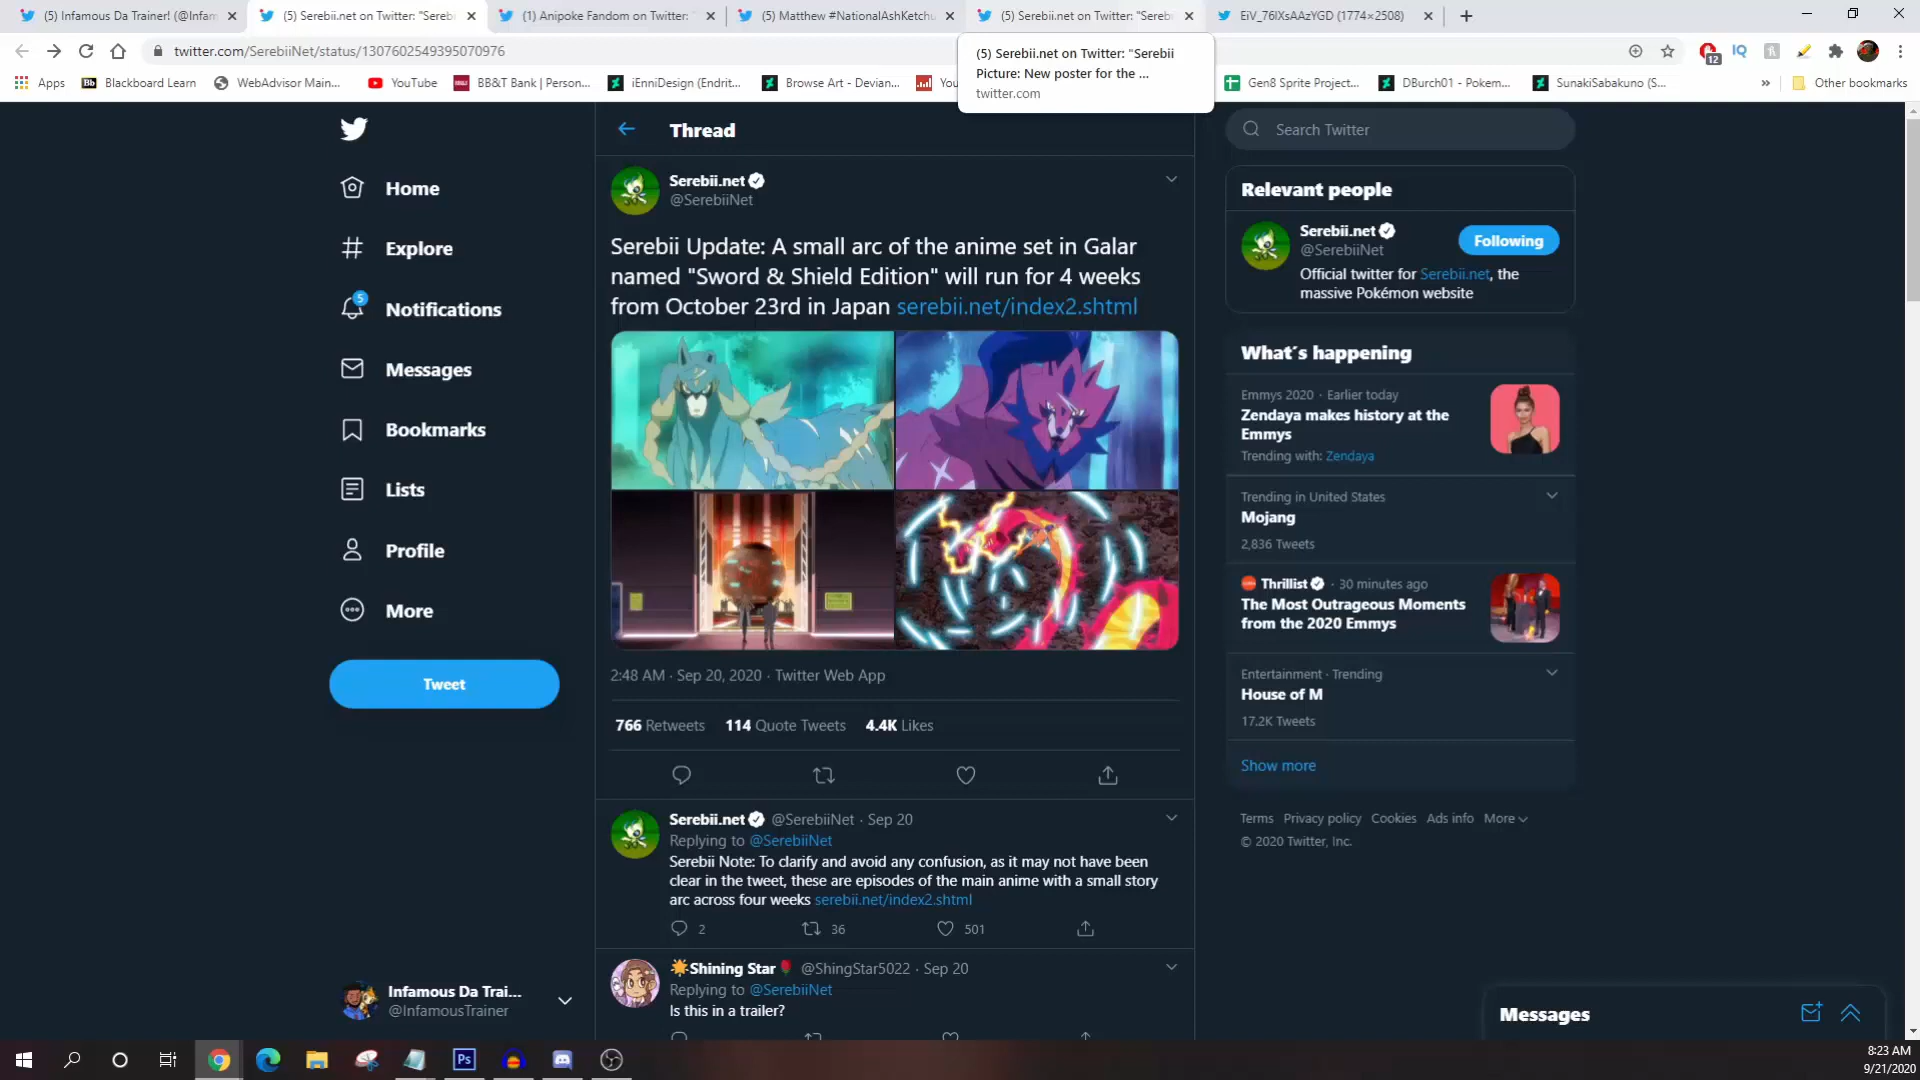 (5) Infamous Da Trainer! (@Infam
(5) Serebii.net on Twitter: "Serebi
(1) Anipoke Fandom on Twitter: "
(5) Matthew #NationalAshKetchu
(5) Serebii.net on Twitter: "Serebi
EiV_76IXsAAzYGD (1774×2508)
twitter.com/SerebiiNet/status/1307602549395070976
12
IQ
(5) Serebii.net on Twitter: "Serebii
Picture: New poster for the ...
twitter.com
Apps
Bb
Blackboard Learn
WebAdvisor Main...
YouTube
BB&T Bank | Person...
iEnniDesign (Endrit...
Browse Art - Devian...
You
Gen8 Sprite Project...
DBurch01 - Pokem...
SunakiSabakuno (S...
»
Other bookmarks
Home
Explore
5
Notifications
Messages
Bookmarks
Lists
Profile
More
Tweet
Infamous Da Trai...
@InfamousTrainer
Thread
Serebii.net
@SerebiiNet
Serebii Update: A small arc of the anime set in Galar
named "Sword & Shield Edition" will run for 4 weeks
from October 23rd in Japan serebii.net/index2.shtml
2:48 AM · Sep 20, 2020 · Twitter Web App
766 Retweets 114 Quote Tweets 4.4K Likes
Serebii.net @SerebiiNet · Sep 20
Replying to @SerebiiNet
Serebii Note: To clarify and avoid any confusion, as it may not have been
clear in the tweet, these are episodes of the main anime with a small story
arc across four weeks serebii.net/index2.shtml
2 36 501
Shining Star @ShingStar5022 · Sep 20
Replying to @SerebiiNet
Is this in a trailer?
Search Twitter
Relevant people
Serebii.net
@SerebiiNet
Following
Official twitter for Serebii.net, the
massive Pokémon website
What's happening
Emmys 2020 · Earlier today
Zendaya makes history at the
Emmys
Trending with: Zendaya
Trending in United States
Mojang
2,836 Tweets
Thrillist · 30 minutes ago
The Most Outrageous Moments
from the 2020 Emmys
Entertainment · Trending
House of M
17.2K Tweets
Show more
Terms Privacy policy Cookies Ads info More
© 2020 Twitter, Inc.
Messages
Ps
8:23 AM
9/21/2020